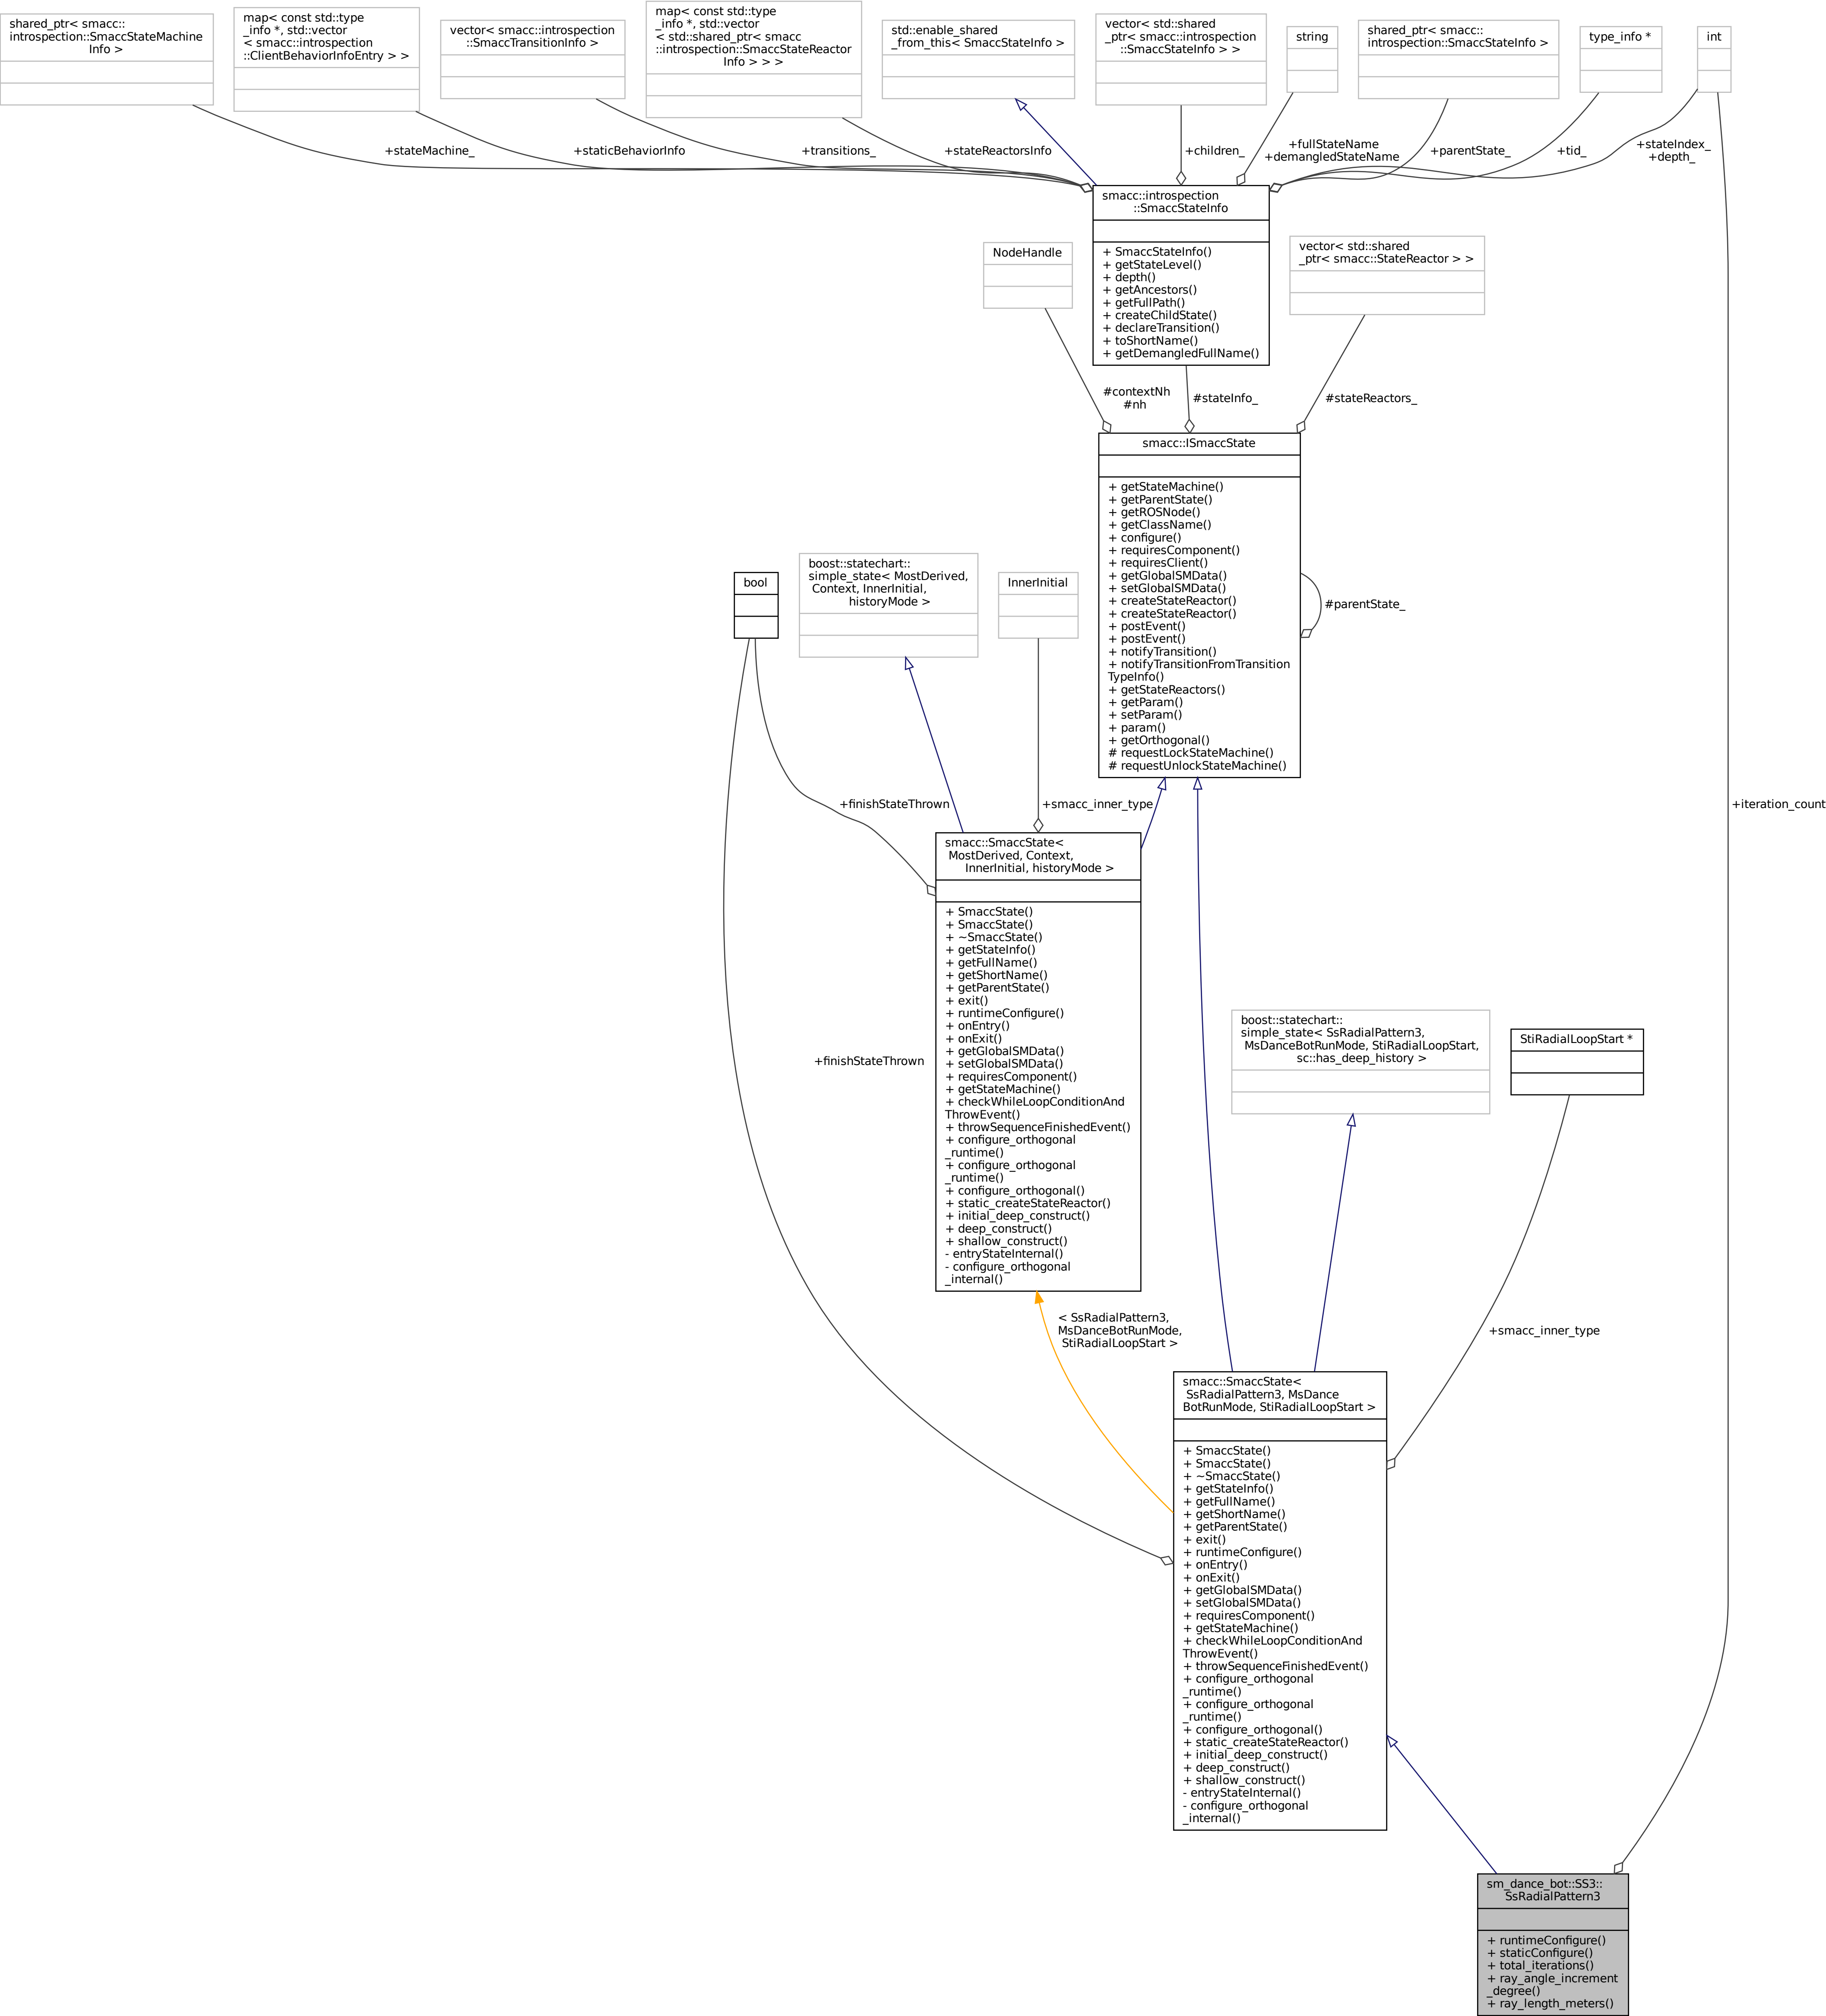 shared_ptr< smacc::
introspection::SmaccStateMachine
Info >
map< const std::type
_info *, std::vector
< smacc::introspection
::ClientBehaviorInfoEntry > >
vector< smacc::introspection
::SmaccTransitionInfo >
map< const std::type
_info *, std::vector
< std::shared_ptr< smacc
::introspection::SmaccStateReactor
Info > > >
std::enable_shared
_from_this< SmaccStateInfo >
vector< std::shared
_ptr< smacc::introspection
::SmaccStateInfo > >
string
shared_ptr< smacc::
introspection::SmaccStateInfo >
type_info *
int
+stateMachine_
+staticBehaviorInfo
+transitions_
+stateReactorsInfo
+children_
+fullStateName
+demangledStateName
+parentState_
+tid_
+stateIndex_
+depth_
smacc::introspection
::SmaccStateInfo
+ SmaccStateInfo()
+ getStateLevel()
+ depth()
+ getAncestors()
+ getFullPath()
+ createChildState()
+ declareTransition()
+ toShortName()
+ getDemangledFullName()
NodeHandle
vector< std::shared
_ptr< smacc::StateReactor > >
#contextNh
#nh
#stateInfo_
#stateReactors_
smacc::ISmaccState
+ getStateMachine()
+ getParentState()
+ getROSNode()
+ getClassName()
+ configure()
+ requiresComponent()
+ requiresClient()
+ getGlobalSMData()
+ setGlobalSMData()
+ createStateReactor()
+ createStateReactor()
+ postEvent()
+ postEvent()
+ notifyTransition()
+ notifyTransitionFromTransition
TypeInfo()
+ getStateReactors()
+ getParam()
+ setParam()
+ param()
+ getOrthogonal()
# requestLockStateMachine()
# requestUnlockStateMachine()
#parentState_
bool
boost::statechart::
simple_state< MostDerived,
Context, InnerInitial,
historyMode >
InnerInitial
+finishStateThrown
+smacc_inner_type
+iteration_count
smacc::SmaccState<
MostDerived, Context,
InnerInitial, historyMode >
+ SmaccState()
+ SmaccState()
+ ~SmaccState()
+ getStateInfo()
+ getFullName()
+ getShortName()
+ getParentState()
+ exit()
+ runtimeConfigure()
+ onEntry()
+ onExit()
+ getGlobalSMData()
+ setGlobalSMData()
+ requiresComponent()
+ getStateMachine()
+ checkWhileLoopConditionAnd
ThrowEvent()
+ throwSequenceFinishedEvent()
+ configure_orthogonal
_runtime()
+ configure_orthogonal
_runtime()
+ configure_orthogonal()
+ static_createStateReactor()
+ initial_deep_construct()
+ deep_construct()
+ shallow_construct()
- entryStateInternal()
- configure_orthogonal
_internal()
+finishStateThrown
boost::statechart::
simple_state< SsRadialPattern3,
MsDanceBotRunMode, StiRadialLoopStart,
sc::has_deep_history >
StiRadialLoopStart *
< SsRadialPattern3,
MsDanceBotRunMode,
StiRadialLoopStart >
+smacc_inner_type
smacc::SmaccState<
SsRadialPattern3, MsDance
BotRunMode, StiRadialLoopStart >
+ SmaccState()
+ SmaccState()
+ ~SmaccState()
+ getStateInfo()
+ getFullName()
+ getShortName()
+ getParentState()
+ exit()
+ runtimeConfigure()
+ onEntry()
+ onExit()
+ getGlobalSMData()
+ setGlobalSMData()
+ requiresComponent()
+ getStateMachine()
+ checkWhileLoopConditionAnd
ThrowEvent()
+ throwSequenceFinishedEvent()
+ configure_orthogonal
_runtime()
+ configure_orthogonal
_runtime()
+ configure_orthogonal()
+ static_createStateReactor()
+ initial_deep_construct()
+ deep_construct()
+ shallow_construct()
- entryStateInternal()
- configure_orthogonal
_internal()
sm_dance_bot::SS3::
SsRadialPattern3
+ runtimeConfigure()
+ staticConfigure()
+ total_iterations()
+ ray_angle_increment
_degree()
+ ray_length_meters()